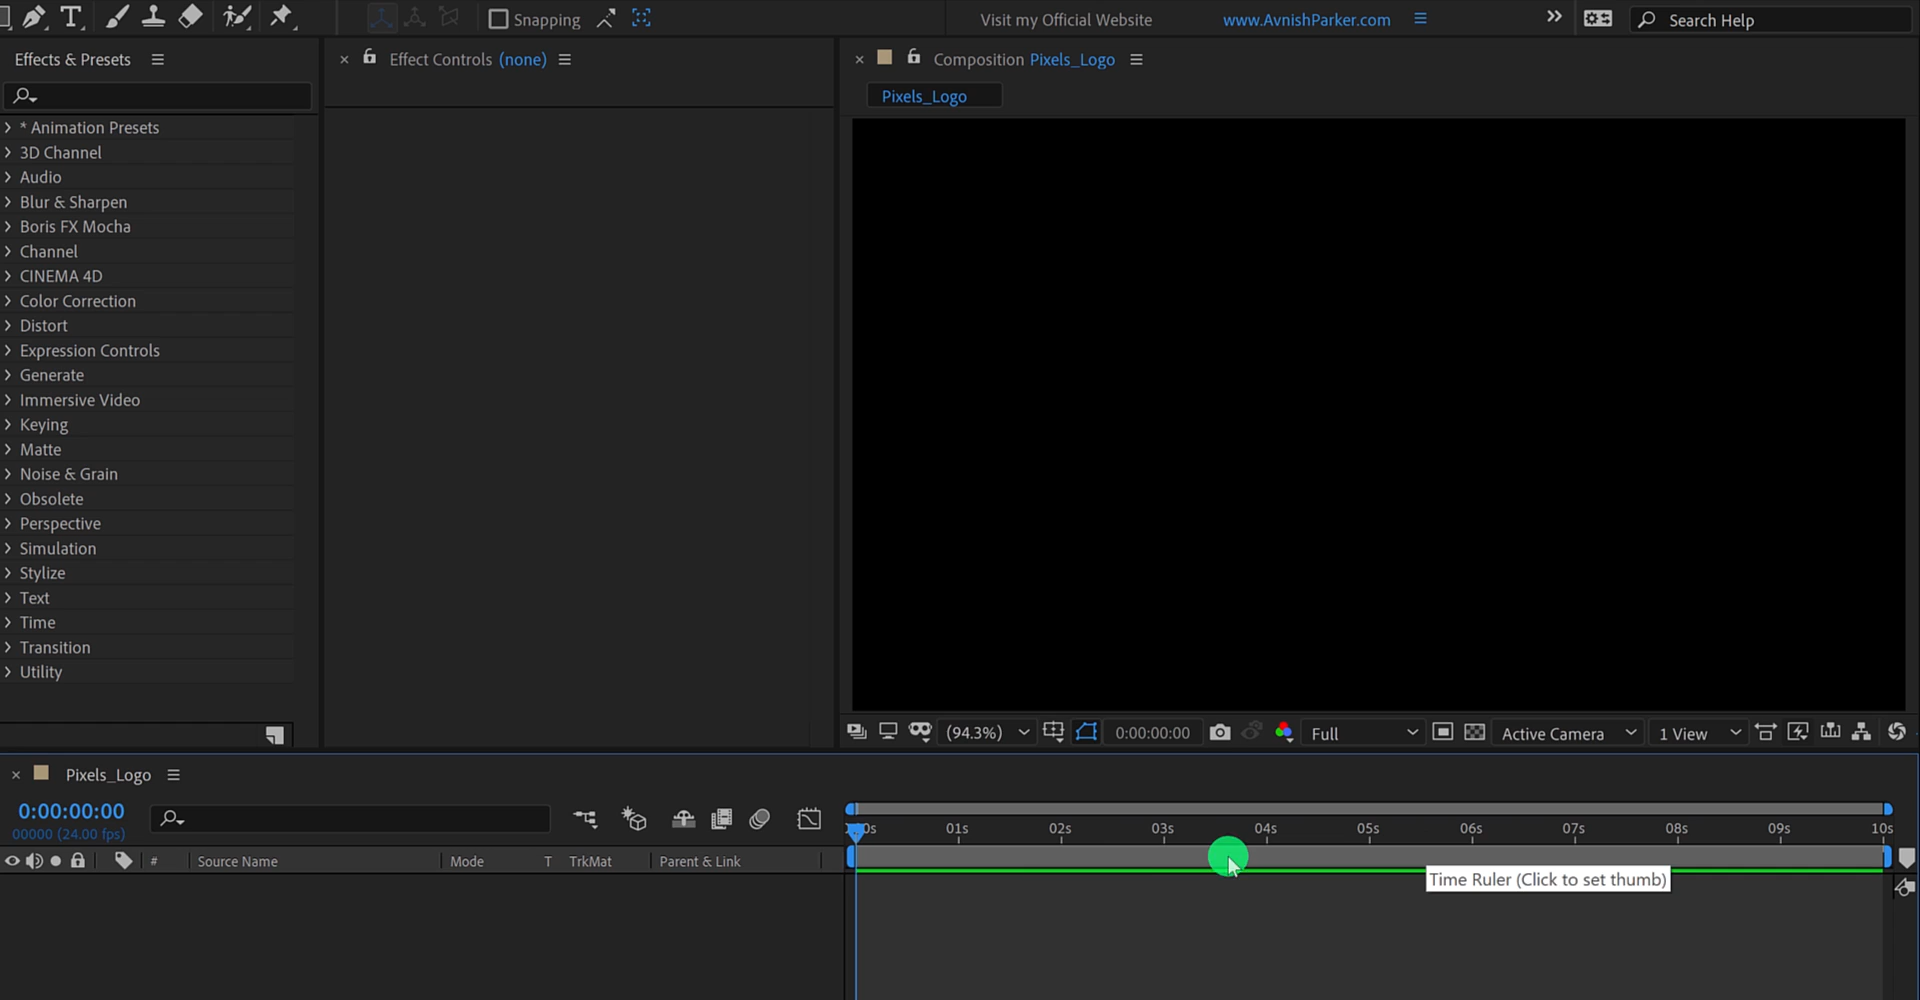 T Snapping Visit my Official Website www.AvnishParker.com Search Help
Effects & Presets
Effect Controls (none)
Composition Pixels_Logo
Pixels_Logo
* Animation Presets
3D Channel
Audio
Blur & Sharpen
Boris FX Mocha
Channel
CINEMA 4D
Color Correction
Distort
Expression Controls
Generate
Immersive Video
Keying
Matte
Noise & Grain
Obsolete
Perspective
Simulation
Stylize
Text
Time
Transition
Utility
(94.3%) 0:00:00:00 Full Active Camera 1 View
Pixels_Logo
0:00:00:00
00000 (24.00 fps)
01s 02s 03s 04s 05s 06s 07s 08s 09s 10s
# Source Name Mode T TrkMat Parent & Link
Time Ruler (Click to set thumb)